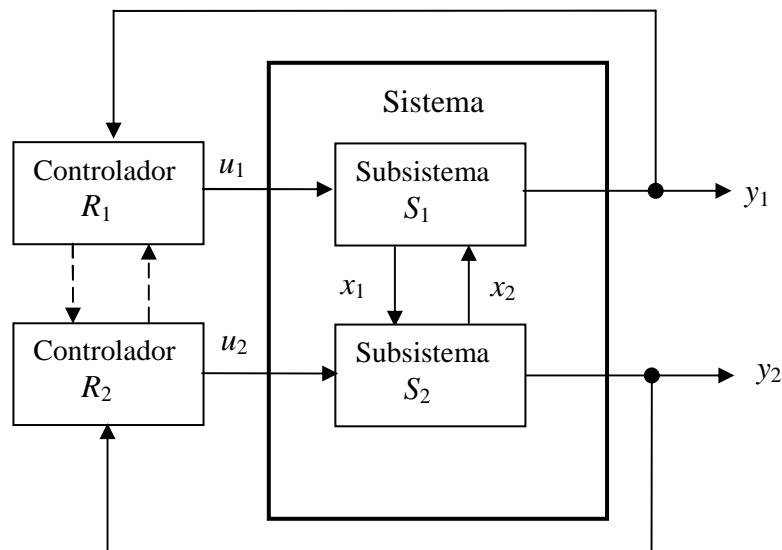 Sistema
Controlador
R1
u1
Subsistema
S1
y1
x1
x2
Controlador
R2
u2
Subsistema
S2
y2